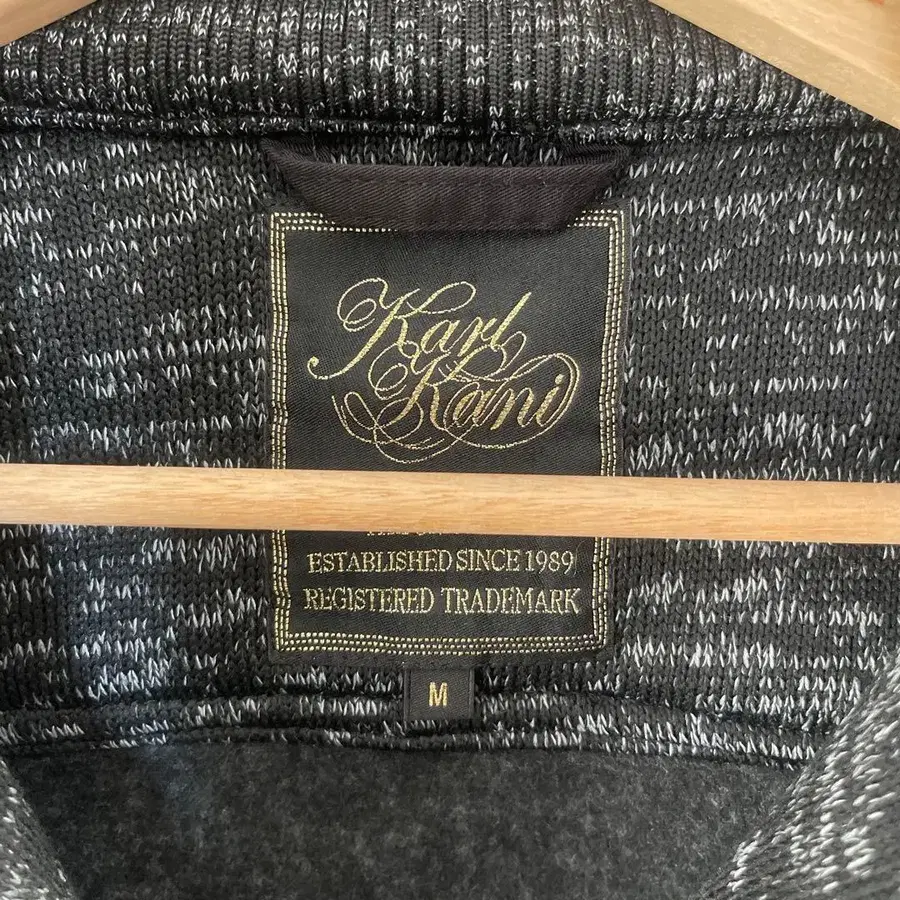 Karl
Kani
ESTABLISHED SINCE 1989
REGISTERED TRADEMARK
M